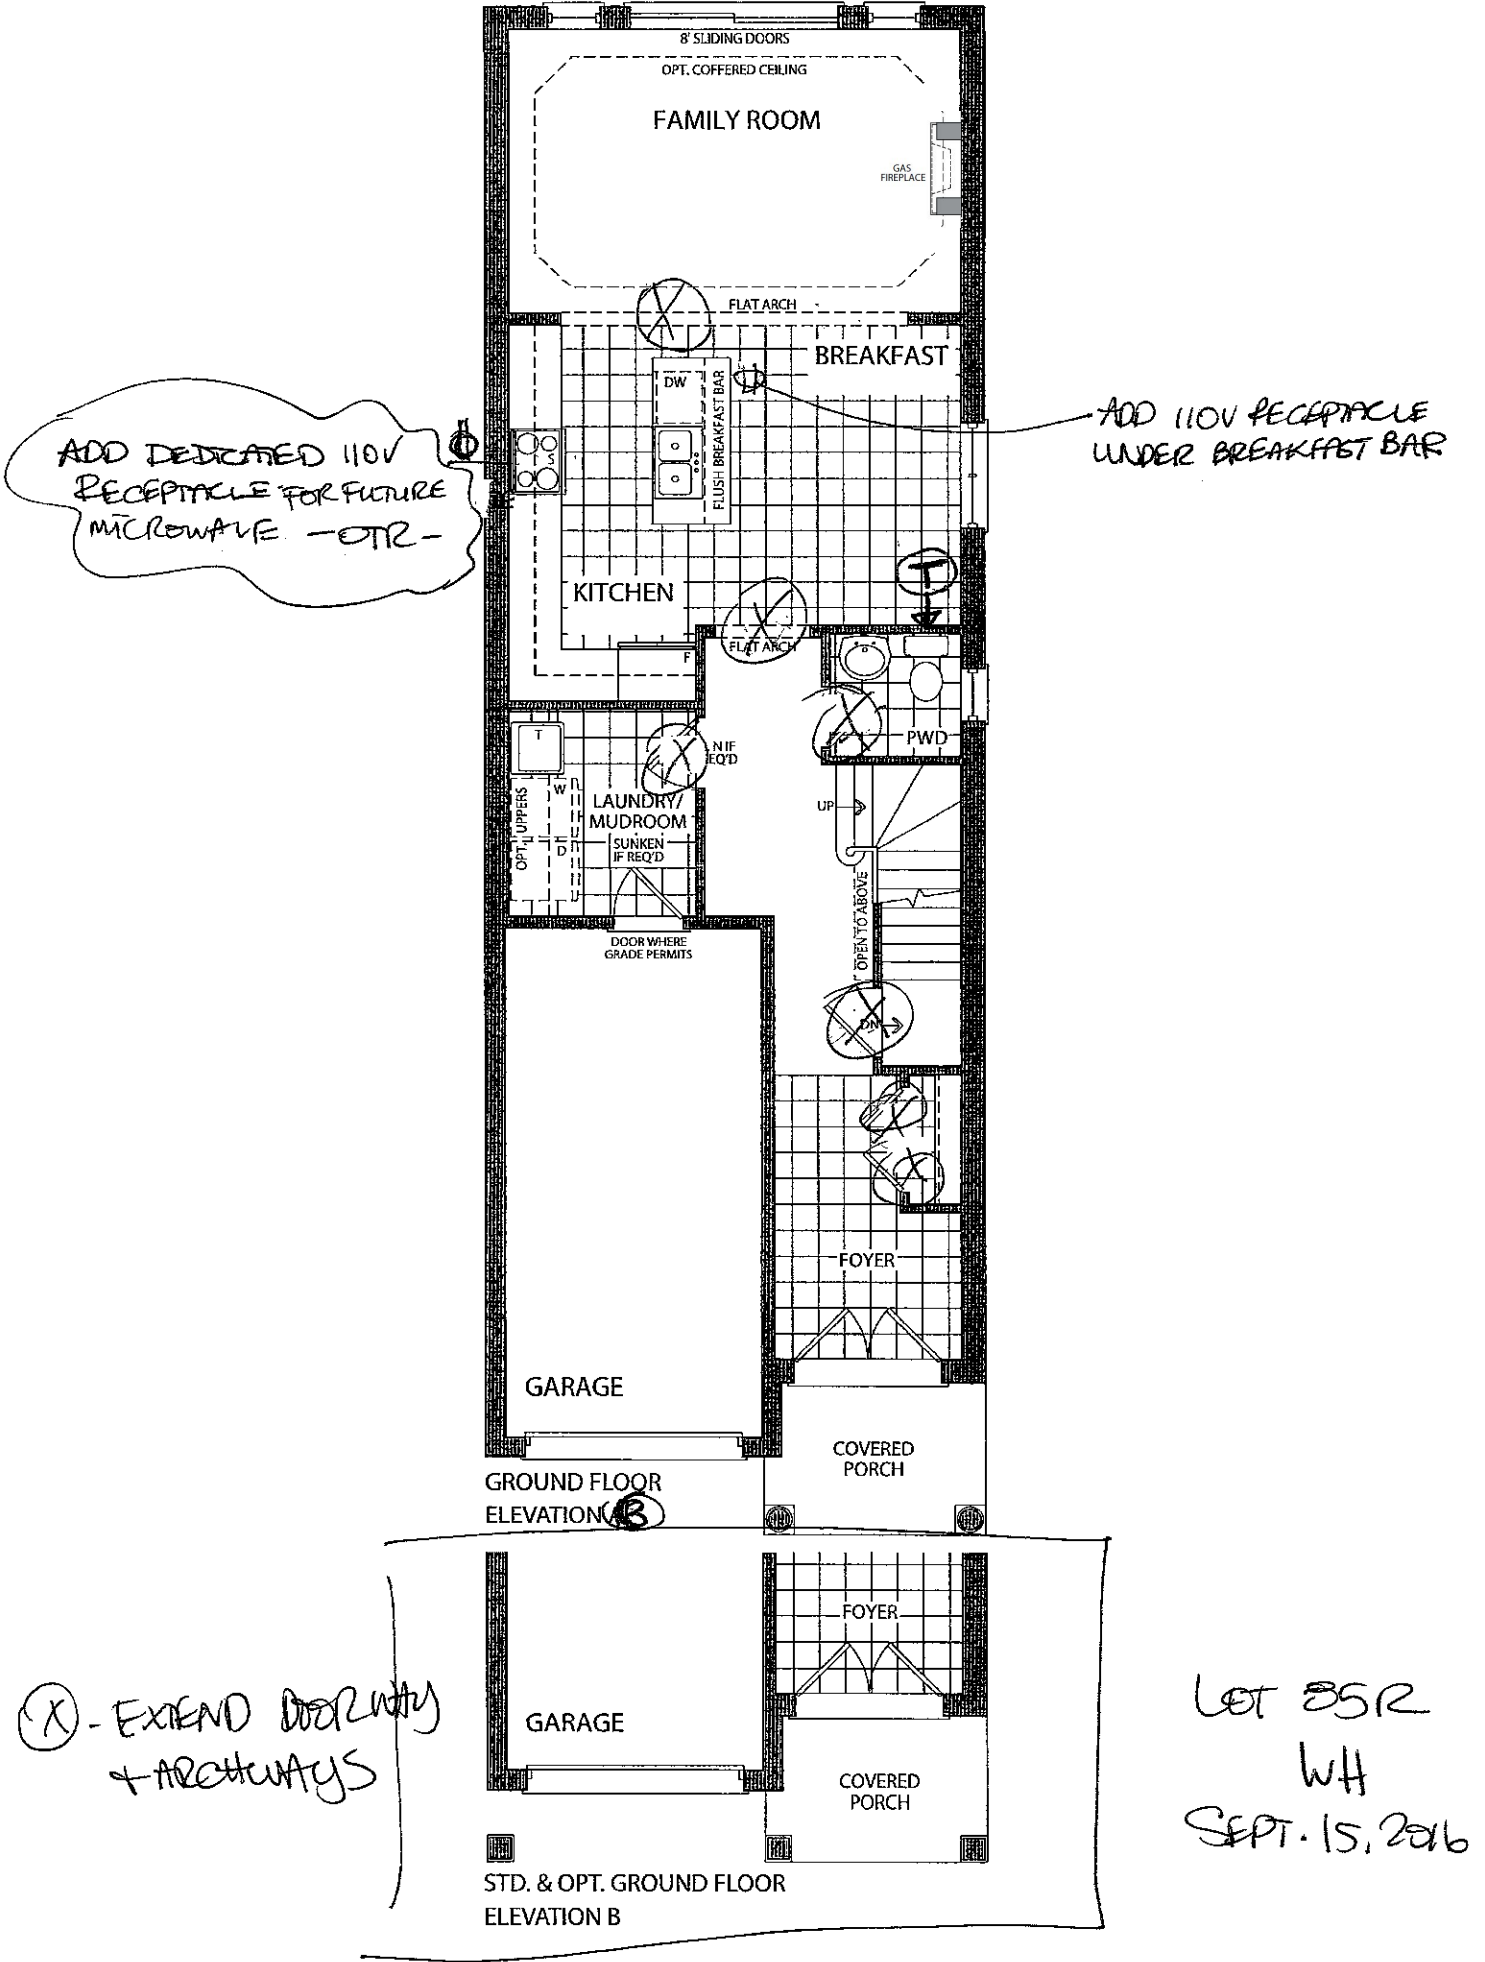 8' SLIDING DOORS
OPT. COFFERED CEILING
FAMILY ROOM
GAS
FIREPLACE
X
FLAT ARCH
BREAKFAST
DW
FLUSH BREAKFAST BAR
S
ADD DEDICATED 110V
RECEPTACLE FOR FUTURE
MICROWAVE - OTR -
ADD 110V RECEPTACLE
UNDER BREAKFAST BAR
T
KITCHEN
X
FLAT ARCH
F
X
PWD
T
X
N IF
EQ'D
W
OPT. UPPERS
D
LAUNDRY/
MUDROOM
SUNKEN
IF REQ'D
UP
OPEN TO ABOVE
DOOR WHERE
GRADE PERMITS
X
DN
X
X
FOYER
GARAGE
COVERED
PORCH
GROUND FLOOR
ELEVATION B
FOYER
GARAGE
COVERED
PORCH
STD. & OPT. GROUND FLOOR
ELEVATION B
X - EXTEND DOORWAY
+ ARCHWAYS
LOT 85R
WH
SEPT. 15, 2016